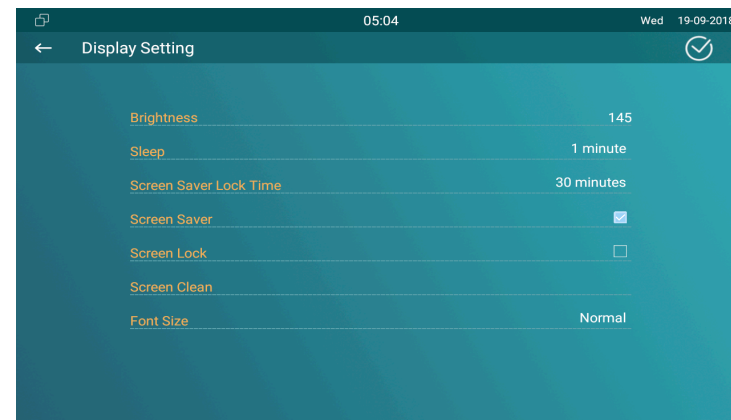 05:04 Wed 19-09-2018
Display Setting
Brightness 145
Sleep 1 minute
Screen Saver Lock Time 30 minutes
Screen Saver
Screen Lock
Screen Clean
Font Size Normal